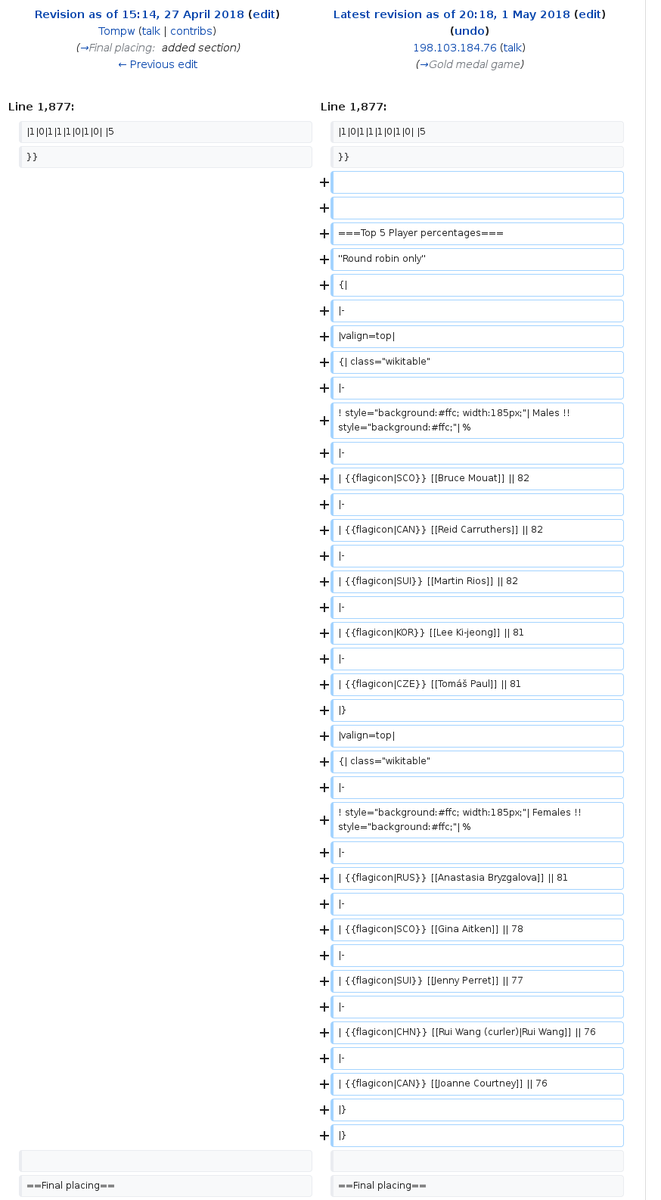 Revision as of 15:14, 27 April 2018 (edit)
Tompw (talk | contribs)
(→Final placing: added section)
← Previous edit
Latest revision as of 20:18, 1 May 2018 (edit)
(undo)
198.103.184.76 (talk)
(→Gold medal game)
Line 1,877:
Line 1,877:
|1|0|1|1|1|0|1|0| |5
|1|0|1|1|1|0|1|0| |5
}}
}}
+
+
+ ===Top 5 Player percentages===
+ ''Round robin only''
+ {|
+ |-
+ |valign=top|
+ {| class="wikitable"
+ |-
+ ! style="background:#ffc; width:185px;"| Males !!
style="background:#ffc;"| %
+ |-
+ | {{flagicon|SCO}} [[Bruce Mouat]] || 82
+ |-
+ | {{flagicon|CAN}} [[Reid Carruthers]] || 82
+ |-
+ | {{flagicon|SUI}} [[Martin Rios]] || 82
+ |-
+ | {{flagicon|KOR}} [[Lee Ki-jeong]] || 81
+ |-
+ | {{flagicon|CZE}} [[Tomáš Paul]] || 81
+ |}
+ |valign=top|
+ {| class="wikitable"
+ |-
+ ! style="background:#ffc; width:185px;"| Females !!
style="background:#ffc;"| %
+ |-
+ | {{flagicon|RUS}} [[Anastasia Bryzgalova]] || 81
+ |-
+ | {{flagicon|SCO}} [[Gina Aitken]] || 78
+ |-
+ | {{flagicon|SUI}} [[Jenny Perret]] || 77
+ |-
+ | {{flagicon|CHN}} [[Rui Wang (curler)|Rui Wang]] || 76
+ |-
+ | {{flagicon|CAN}} [[Joanne Courtney]] || 76
+ |}
+ |}
==Final placing==
==Final placing==